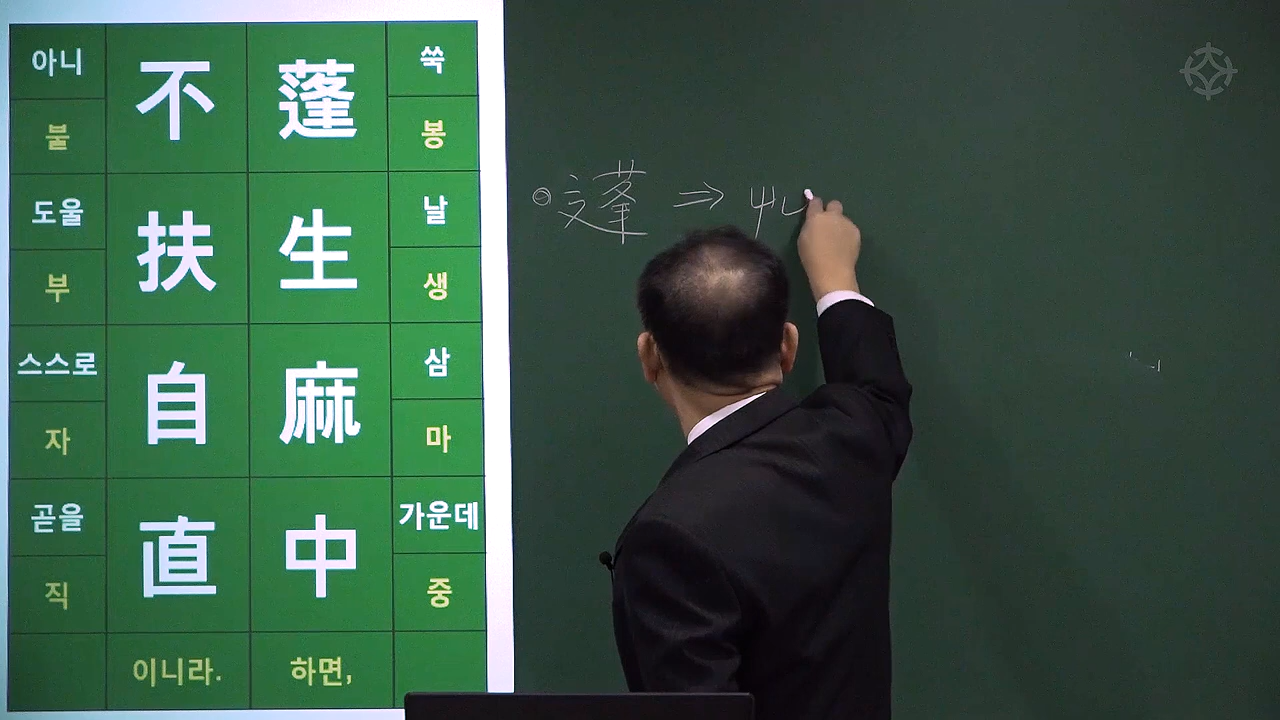 蓬 쑥 봉
生 날 생
麻 삼 마
中 가운데 중
하면,
不 아니 불
扶 도울 부
自 스스로 자
直 곧을 직
이니라.
蓬 ⇒